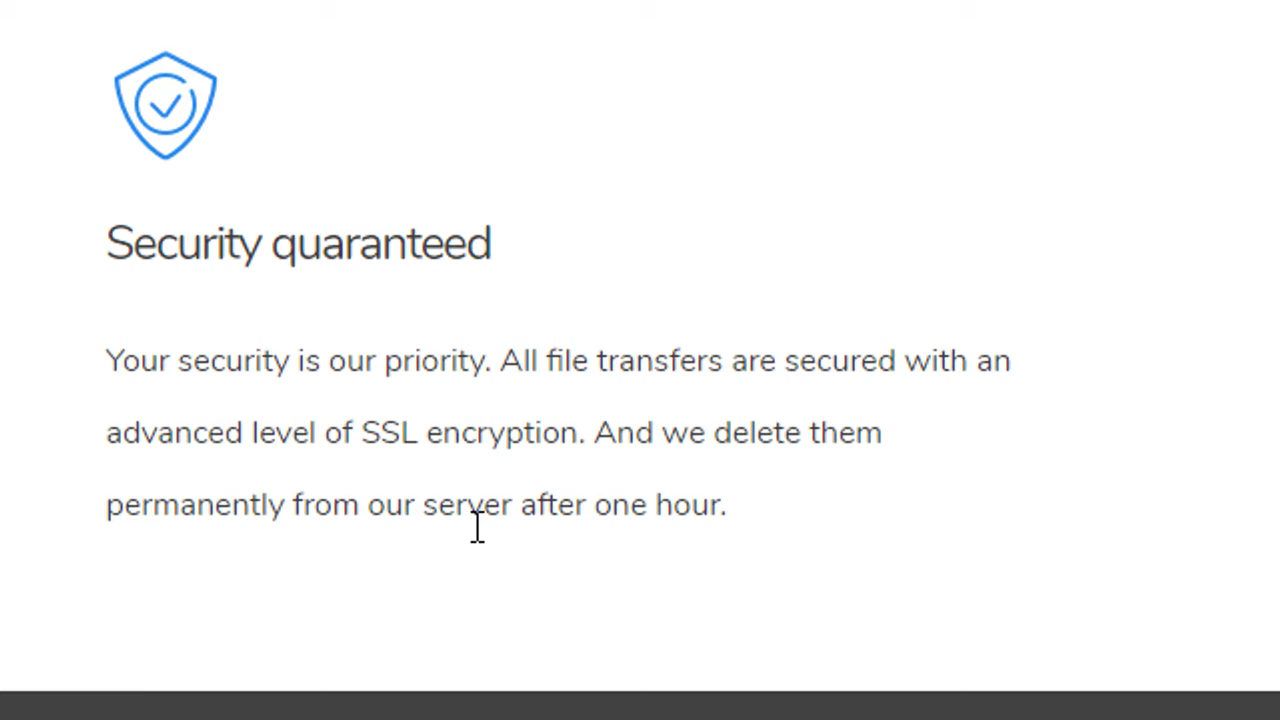 Security quaranteed
Your security is our priority. All file transfers are secured with an
advanced level of SSL encryption. And we delete them
permanently from our server after one hour.